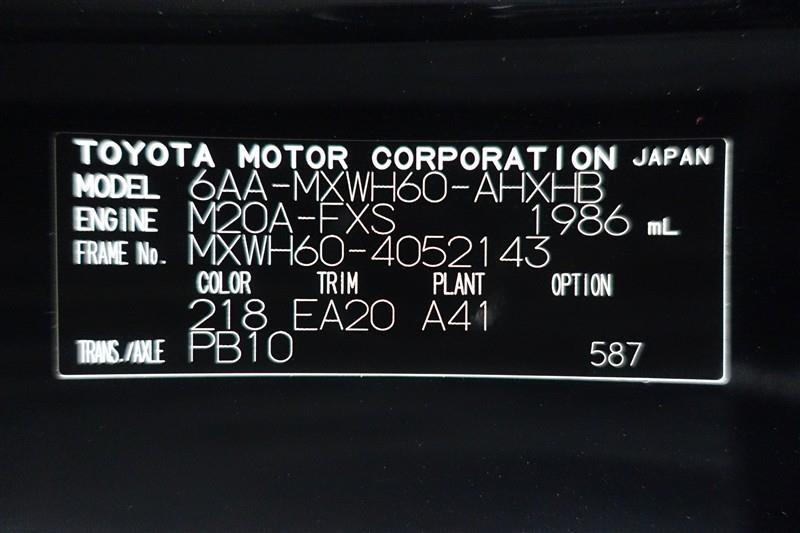 TOYOTA MOTOR CORPORATION JAPAN
MODEL 6AA-MXWH60-AHXHB
ENGINE M20A-FXS 1986 mL
FRAME No. MXWH60-4052143
COLOR TRIM PLANT OPTION
218 EA20 A41
TRANS./AXLE PB10 587